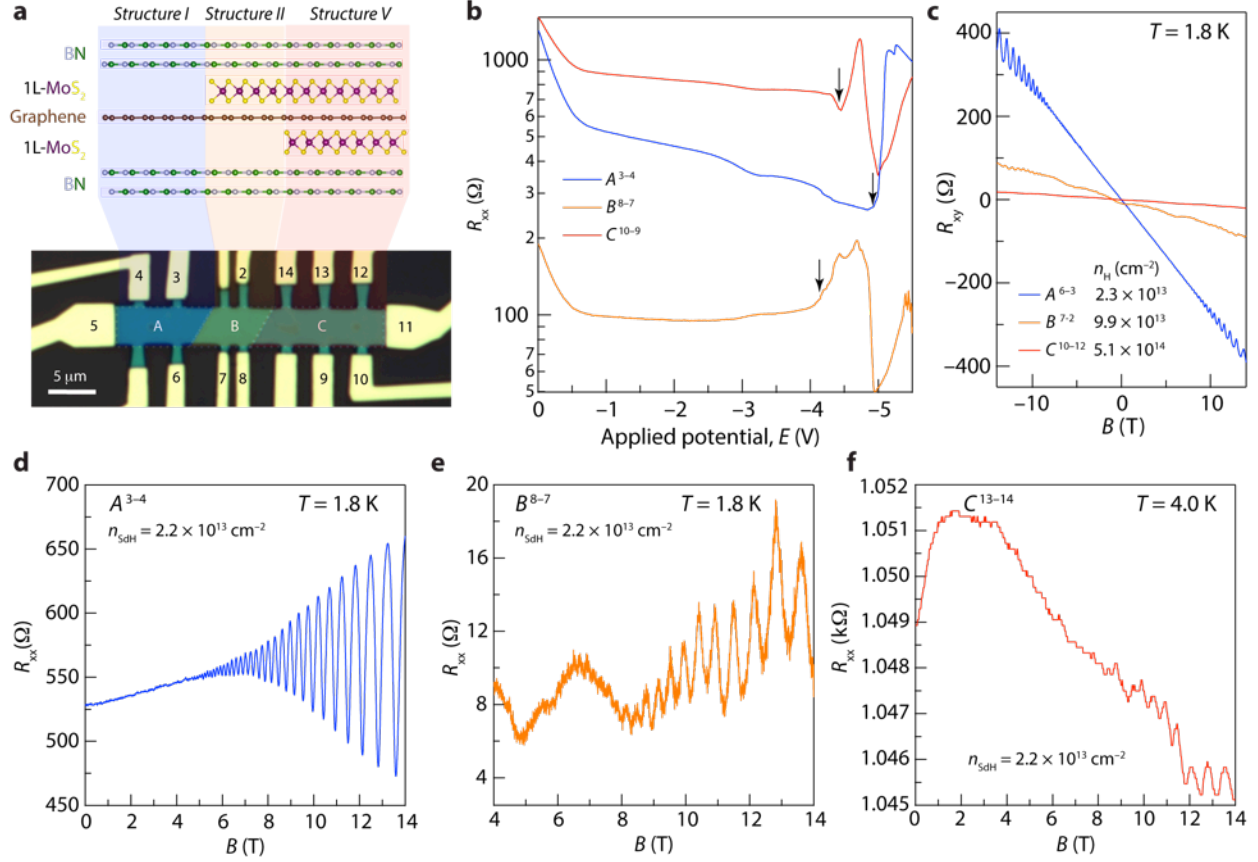 a
Structure I Structure II Structure V
BN
1L-MoS₂
Graphene
1L-MoS₂
BN
4 3 2 14 13 12
5 A B C 11
6 7 8 9 10
5 μm
b
1000
9
8
7
6
5
4
3
2
100
9
8
7
6
5
Rxx (Ω)
A³⁻⁴
B⁸⁻⁷
C¹⁰⁻⁹
0 −1 −2 −3 −4 −5
Applied potential, E (V)
c
T = 1.8 K
400
200
0
−200
−400
Rxy (Ω)
nH (cm⁻²)
A⁶⁻³ 2.3 × 10¹³
B⁷⁻² 9.9 × 10¹³
C¹⁰⁻¹² 5.1 × 10¹⁴
−10 0 10
B (T)
d
A³⁻⁴ T = 1.8 K
nSdH = 2.2 × 10¹³ cm⁻²
700
650
600
550
500
450
Rxx (Ω)
0 2 4 6 8 10 12 14
B (T)
e
B⁸⁻⁷ T = 1.8 K
nSdH = 2.2 × 10¹³ cm⁻²
20
16
12
8
4
Rxx (Ω)
4 6 8 10 12 14
B (T)
f
C¹³⁻¹⁴ T = 4.0 K
1.052
1.051
1.050
1.049
1.048
1.047
1.046
1.045
Rxx (kΩ)
nSdH = 2.2 × 10¹³ cm⁻²
0 2 4 6 8 10 12 14
B (T)